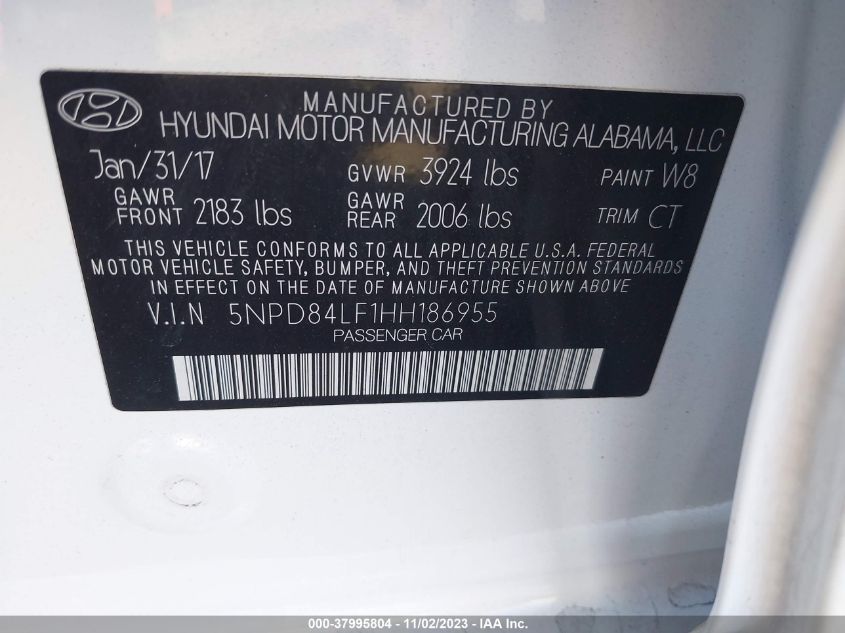 MANUFACTURED BY
HYUNDAI MOTOR MANUFACTURING ALABAMA, LLC
Jan/31/17 GVWR 3924 lbs PAINT W8
GAWR FRONT 2183 lbs GAWR REAR 2006 lbs TRIM CT
THIS VEHICLE CONFORMS TO ALL APPLICABLE U.S.A. FEDERAL
MOTOR VEHICLE SAFETY, BUMPER, AND THEFT PREVENTION STANDARDS
IN EFFECT ON THE DATE OF MANUFACTURE SHOWN ABOVE.
V.I.N 5NPD84LF1HH186955
PASSENGER CAR
000-37995804 - 11/02/2023 - IAA Inc.